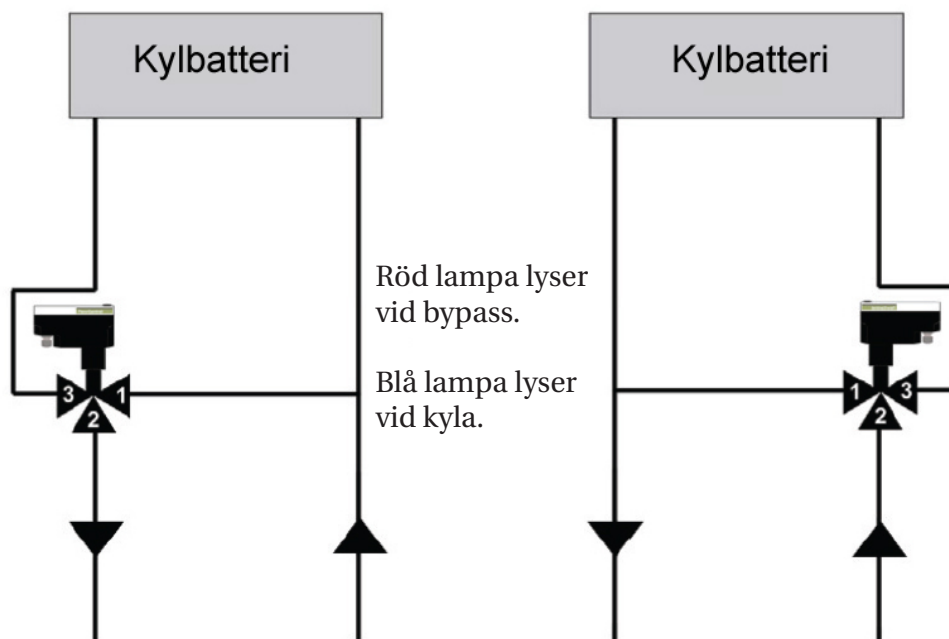 Kylbatteri
Kylbatteri
Röd lampa lyser
vid bypass.
Blå lampa lyser
vid kyla.
3 1
2
1 3
2